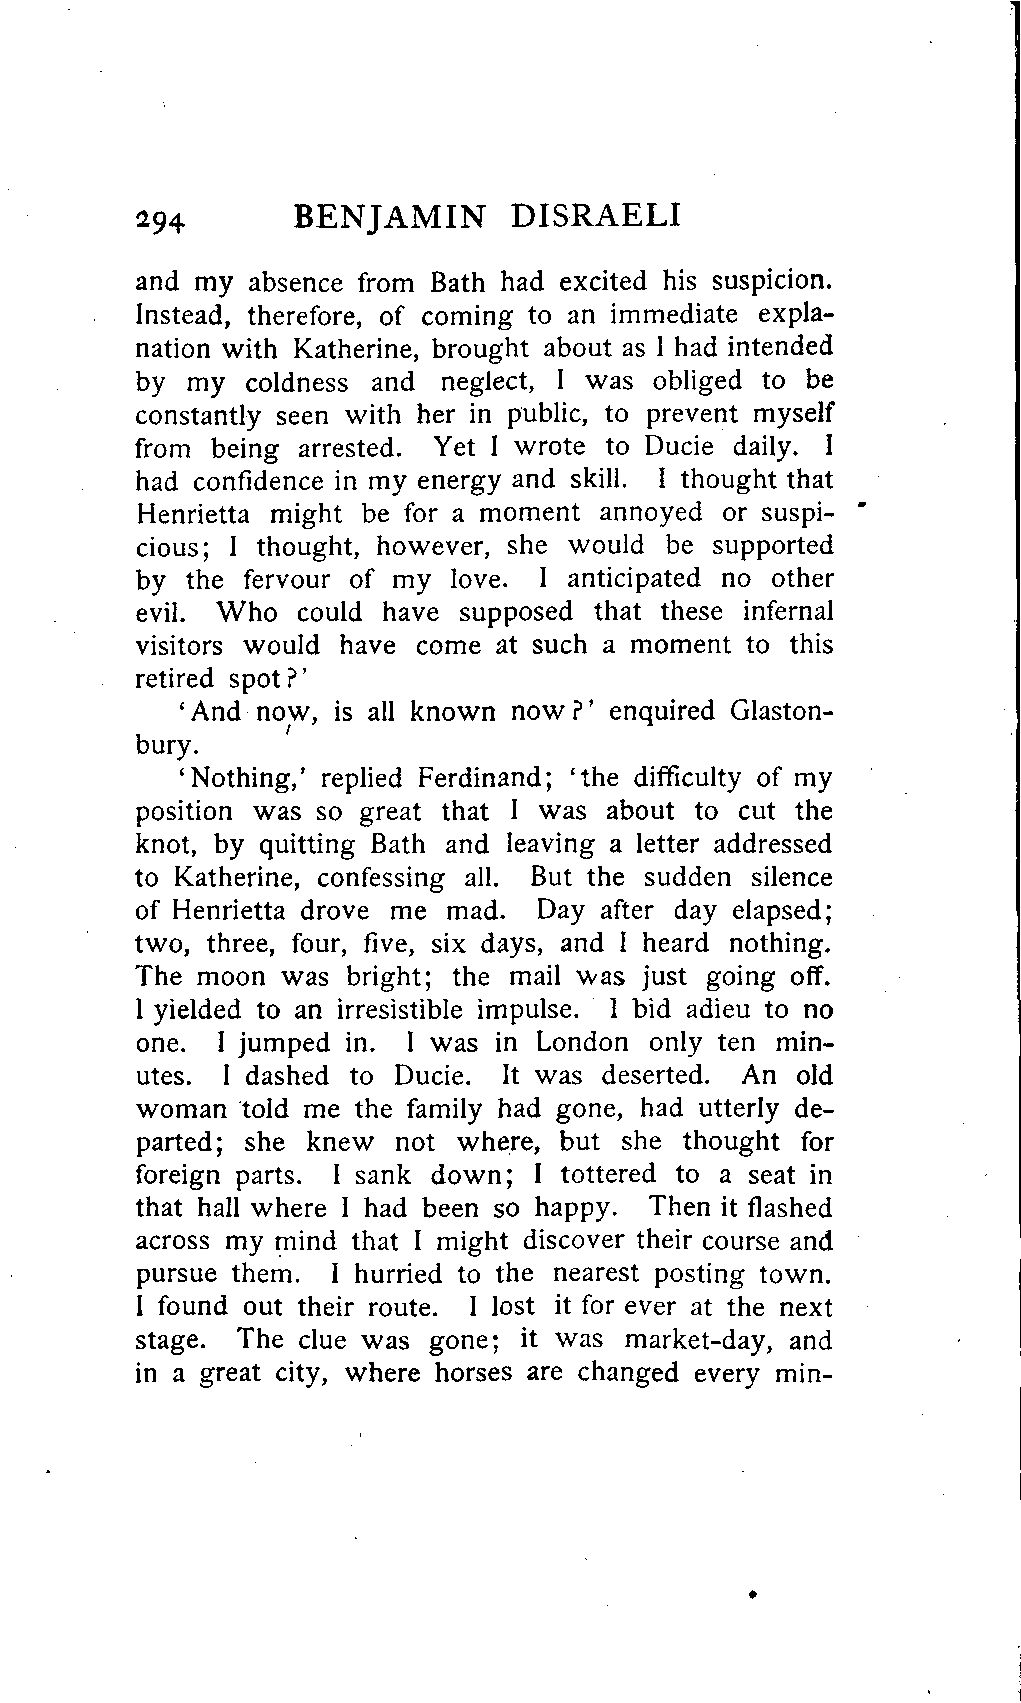 294 BENJAMIN DISRAELI
and my absence from Bath had excited his suspicion.
Instead, therefore, of coming to an immediate expla-
nation with Katherine, brought about as I had intended
by my coldness and neglect, I was obliged to be
constantly seen with her in public, to prevent myself
from being arrested. Yet I wrote to Ducie daily. I
had confidence in my energy and skill. I thought that
Henrietta might be for a moment annoyed or suspi-
cious; I thought, however, she would be supported
by the fervour of my love. I anticipated no other
evil. Who could have supposed that these infernal
visitors would have come at such a moment to this
retired spot?'
'And now, is all known now?' enquired Glaston-
bury.
'Nothing,' replied Ferdinand; 'the difficulty of my
position was so great that I was about to cut the
knot, by quitting Bath and leaving a letter addressed
to Katherine, confessing all. But the sudden silence
of Henrietta drove me mad. Day after day elapsed;
two, three, four, five, six days, and I heard nothing.
The moon was bright; the mail was just going off.
I yielded to an irresistible impulse. I bid adieu to no
one. I jumped in. I was in London only ten min-
utes. I dashed to Ducie. It was deserted. An old
woman told me the family had gone, had utterly de-
parted; she knew not where, but she thought for
foreign parts. I sank down; I tottered to a seat in
that hall where I had been so happy. Then it flashed
across my mind that I might discover their course and
pursue them. I hurried to the nearest posting town.
I found out their route. I lost it for ever at the next
stage. The clue was gone; it was market-day, and
in a great city, where horses are changed every min-